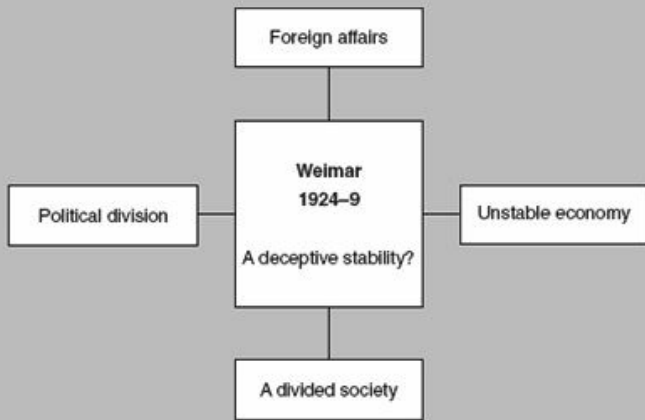 Foreign affairs
Weimar
1924–9
Political division
Unstable economy
A deceptive stability?
A divided society